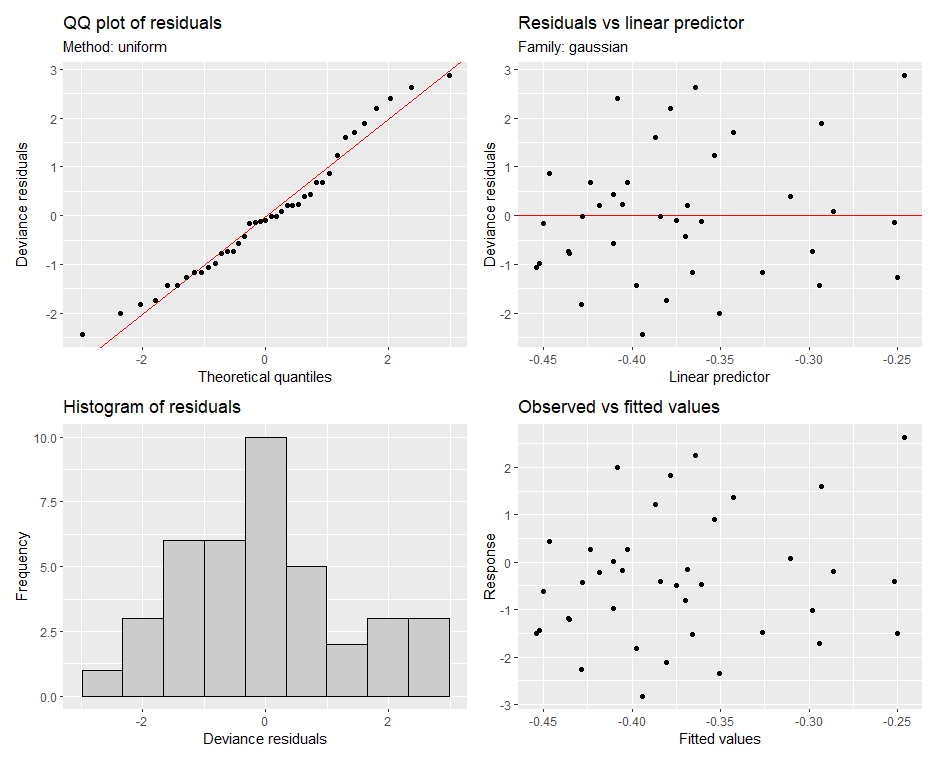 QQ plot of residuals
Method: uniform
3
2
1
0
-1
-2
Deviance residuals
-2
0
2
Theoretical quantiles
Residuals vs linear predictor
Family: gaussian
3
2
1
0
-1
-2
Deviance residuals
-0.45
-0.40
-0.35
-0.30
-0.25
Linear predictor
Histogram of residuals
10.0
7.5
5.0
2.5
0.0
Frequency
-2
0
2
Deviance residuals
Observed vs fitted values
2
1
0
-1
-2
-3
Response
-0.45
-0.40
-0.35
-0.30
-0.25
Fitted values